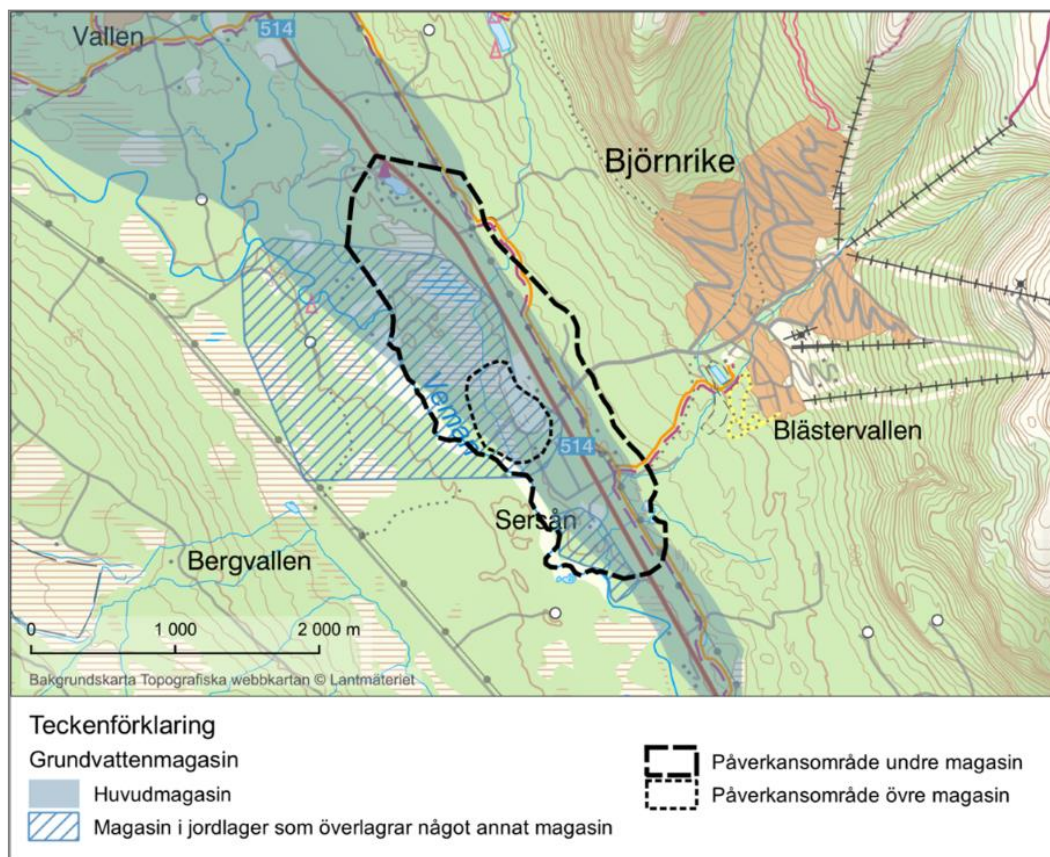 Vallen
514
Björnrike
Vemån
514
Blästervallen
Sersån
Bergvallen
0 1 000 2 000 m
Bakgrundskarta Topografiska webbkartan © Lantmäteriet
Teckenförklaring
Grundvattenmagasin
Huvudmagasin
Magasin i jordlager som överlagrar något annat magasin
Påverkansområde undre magasin
Påverkansområde övre magasin